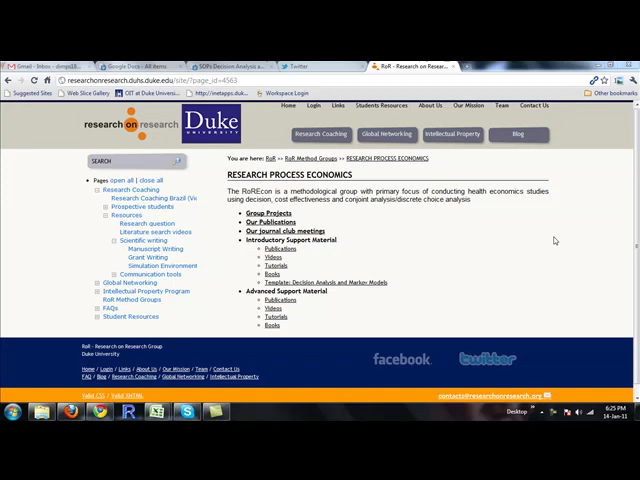 Gmail - Inbox - dimps18...
Google Docs - All items
SOPs Decision Analysis a...
Twitter
RoR - Research on Resear...
researchonresearch.duhs.duke.edu/site/?page_id=4563
Suggested Sites
Web Slice Gallery
CIT at Duke Universi...
http://inetapps.duk...
Workspace Login
Other bookmarks
Home Login Links Students Resources About Us Our Mission Team Contact Us
research on research
Duke
UNIVERSITY
Research Coaching
Global Networking
Intellectual Property
Blog
SEARCH
You are here: RoR -> RoR Method Groups -> RESEARCH PROCESS ECONOMICS
Pages open all | close all
Research Coaching
Research Coaching Brazil (Vi
Prospective students
Resources
Research question
Literature search videos
Scientific writing
Manuscript Writing
Grant Writing
Simulation Environment
Communication tools
Global Networking
Intellectual Property Program
RoR Method Groups
FAQs
Student Resources
RESEARCH PROCESS ECONOMICS
The RoREcon is a methodological group with primary focus of conducting health economics studies
using decision, cost effectiveness and conjoint analysis/discrete choice analysis
Group Projects
Our Publications
Our journal club meetings
Introductory Support Material
Publications
Videos
Tutorials
Books
Template: Decision Analysis and Markov Models
Advanced Support Material
Publications
Videos
Tutorials
Books
RoR - Research on Research Group
Duke University
facebook
twitter
Home | Login | Links | About Us | Our Mission | Team | Contact Us
FAQ | Blog | Research Coaching | Global Networking | Intellectual Property
Valid CSS / Valid XHTML
contacts@researchonresearch.org
Desktop
6:25 PM
14-Jan-11